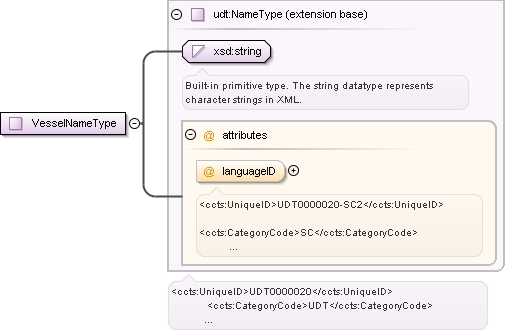 udt:NameType (extension base)
xsd:string
Built-in primitive type. The string datatype represents
character strings in XML.
VesselNameType
@ attributes
@ languageID
<ccts:UniqueID>UDT0000020-SC2</ccts:UniqueID>
<ccts:CategoryCode>SC</ccts:CategoryCode>
...
<ccts:UniqueID>UDT0000020</ccts:UniqueID>
<ccts:CategoryCode>UDT</ccts:CategoryCode>
...